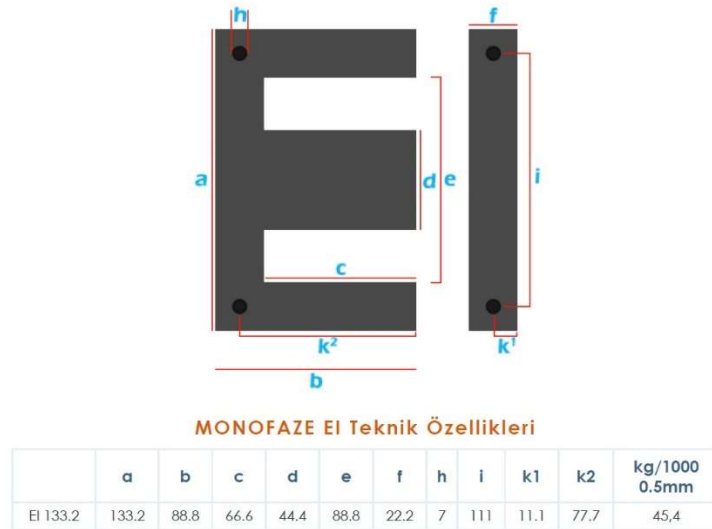 h
f
a
d
e
i
c
k²
k¹
b
MONOFAZE EI Teknik Özellikleri
a b c d e f h i k1 k2 kg/1000 0.5mm
EI 133.2 133.2 88.8 66.6 44.4 88.8 22.2 7 111 11.1 77.7 45,4